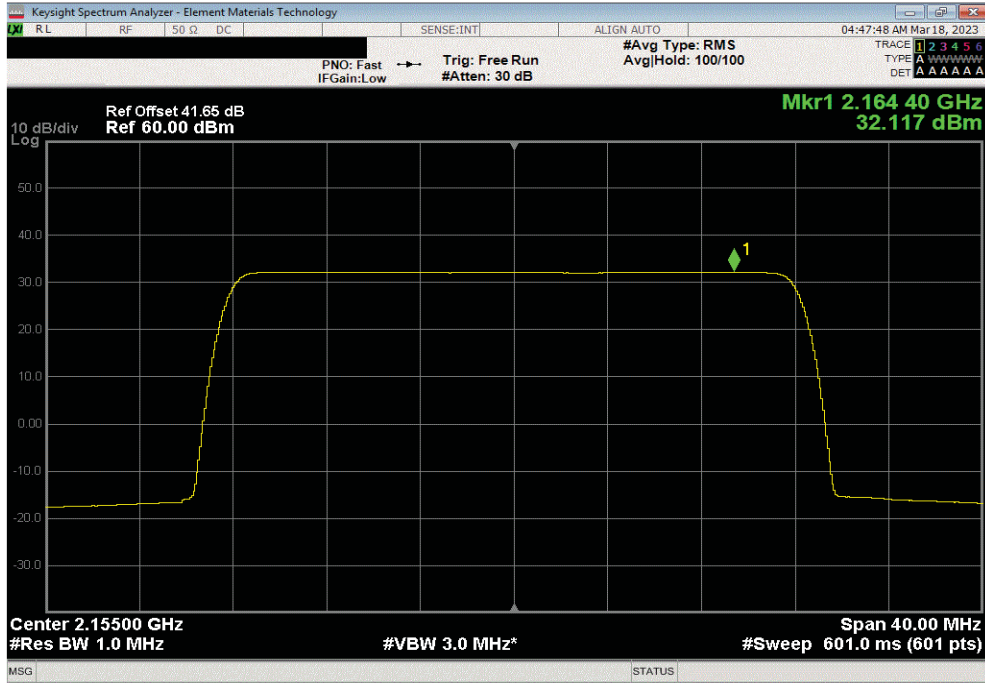 Keysight Spectrum Analyzer - Element Materials Technology
LXI RL RF 50 Ω DC SENSE:INT ALIGN AUTO 04:47:48 AM Mar 18, 2023
#Avg Type: RMS TRACE 1 2 3 4 5 6
PNO: Fast Trig: Free Run Avg|Hold: 100/100 TYPE A WWWWW
IFGain:Low #Atten: 30 dB DET A A A A A A
Mkr1 2.164 40 GHz
Ref Offset 41.65 dB
10 dB/div Ref 60.00 dBm 32.117 dBm
Log
50.0
40.0
1
30.0
20.0
10.0
0.00
-10.0
-20.0
-30.0
Center 2.15500 GHz Span 40.00 MHz
#Res BW 1.0 MHz #VBW 3.0 MHz* #Sweep 601.0 ms (601 pts)
MSG STATUS